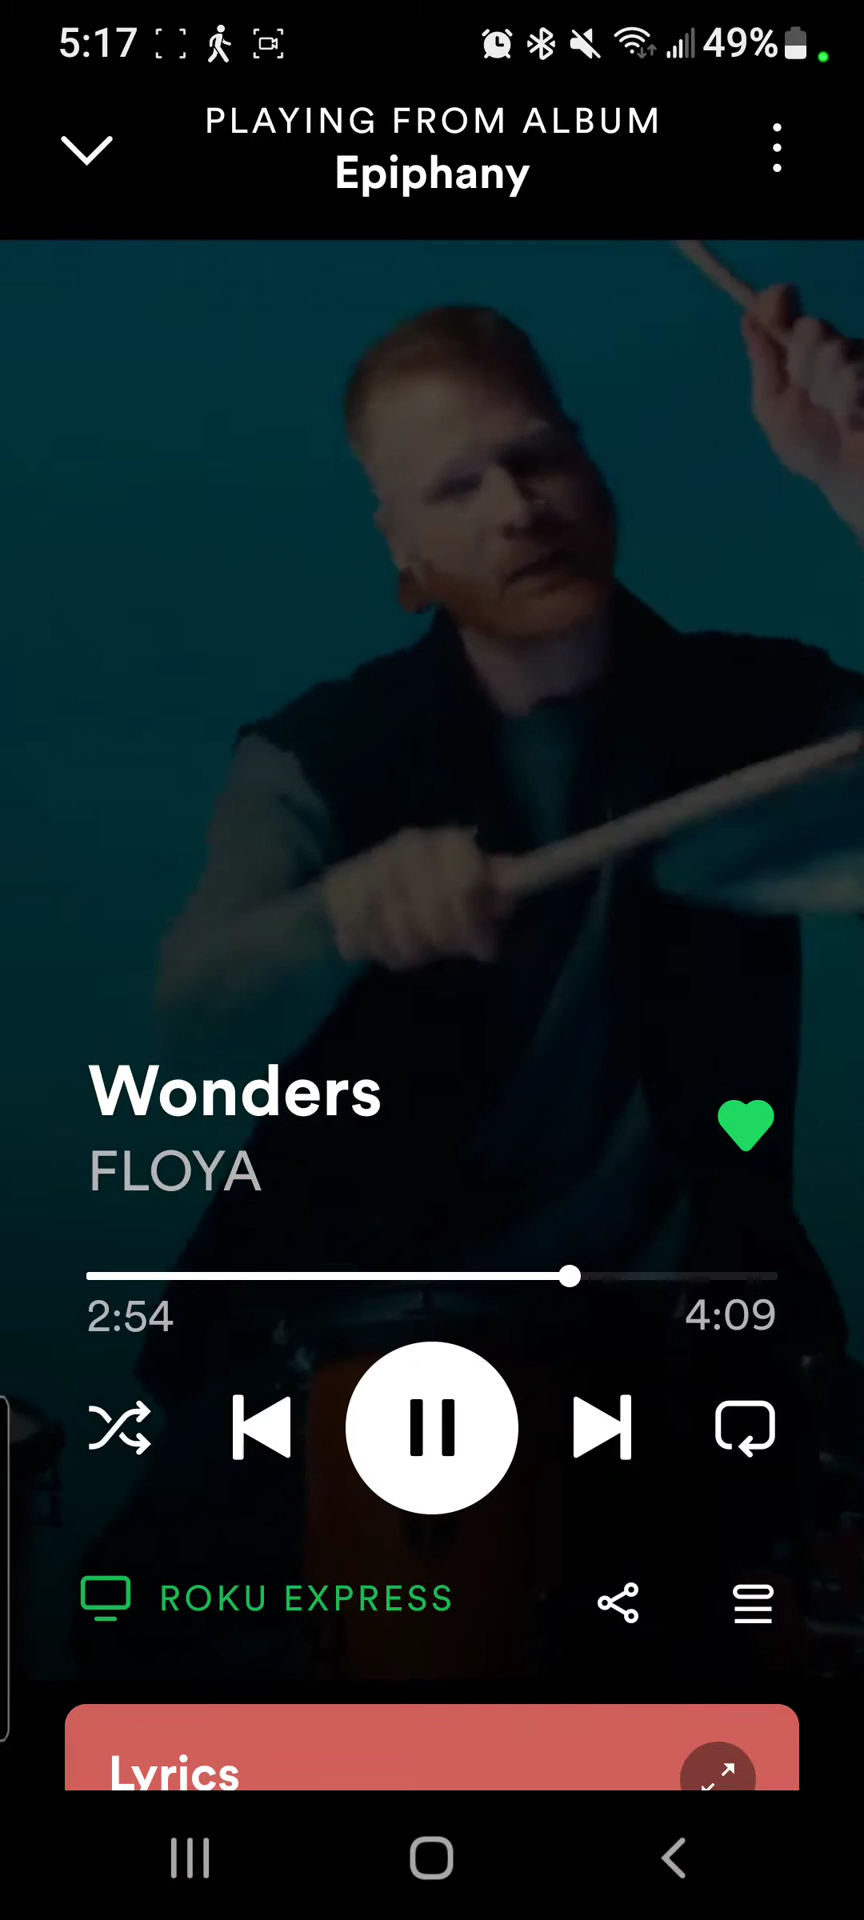 5:17
49%
PLAYING FROM ALBUM
Epiphany
Wonders
FLOYA
2:54
4:09
ROKU EXPRESS
Lyrics